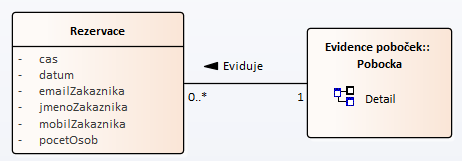 Rezervace
- cas
- datum
- emailZakaznika
- jmenoZakaznika
- mobilZakaznika
- pocetOsob
Eviduje
0..*
1
Evidence poboček::
Pobocka
Detail